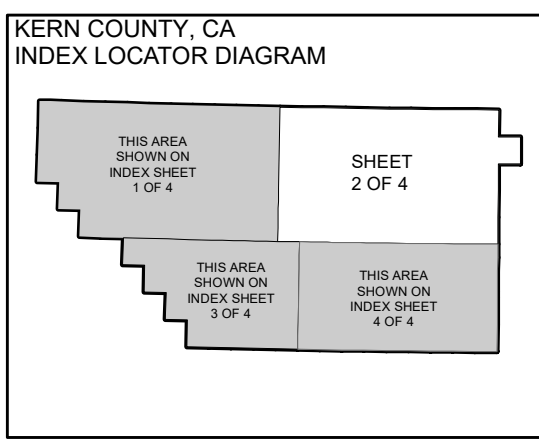 KERN COUNTY, CA
INDEX LOCATOR DIAGRAM
THIS AREA
SHOWN ON
INDEX SHEET
1 OF 4
SHEET
2 OF 4
THIS AREA
SHOWN ON
INDEX SHEET
3 OF 4
THIS AREA
SHOWN ON
INDEX SHEET
4 OF 4